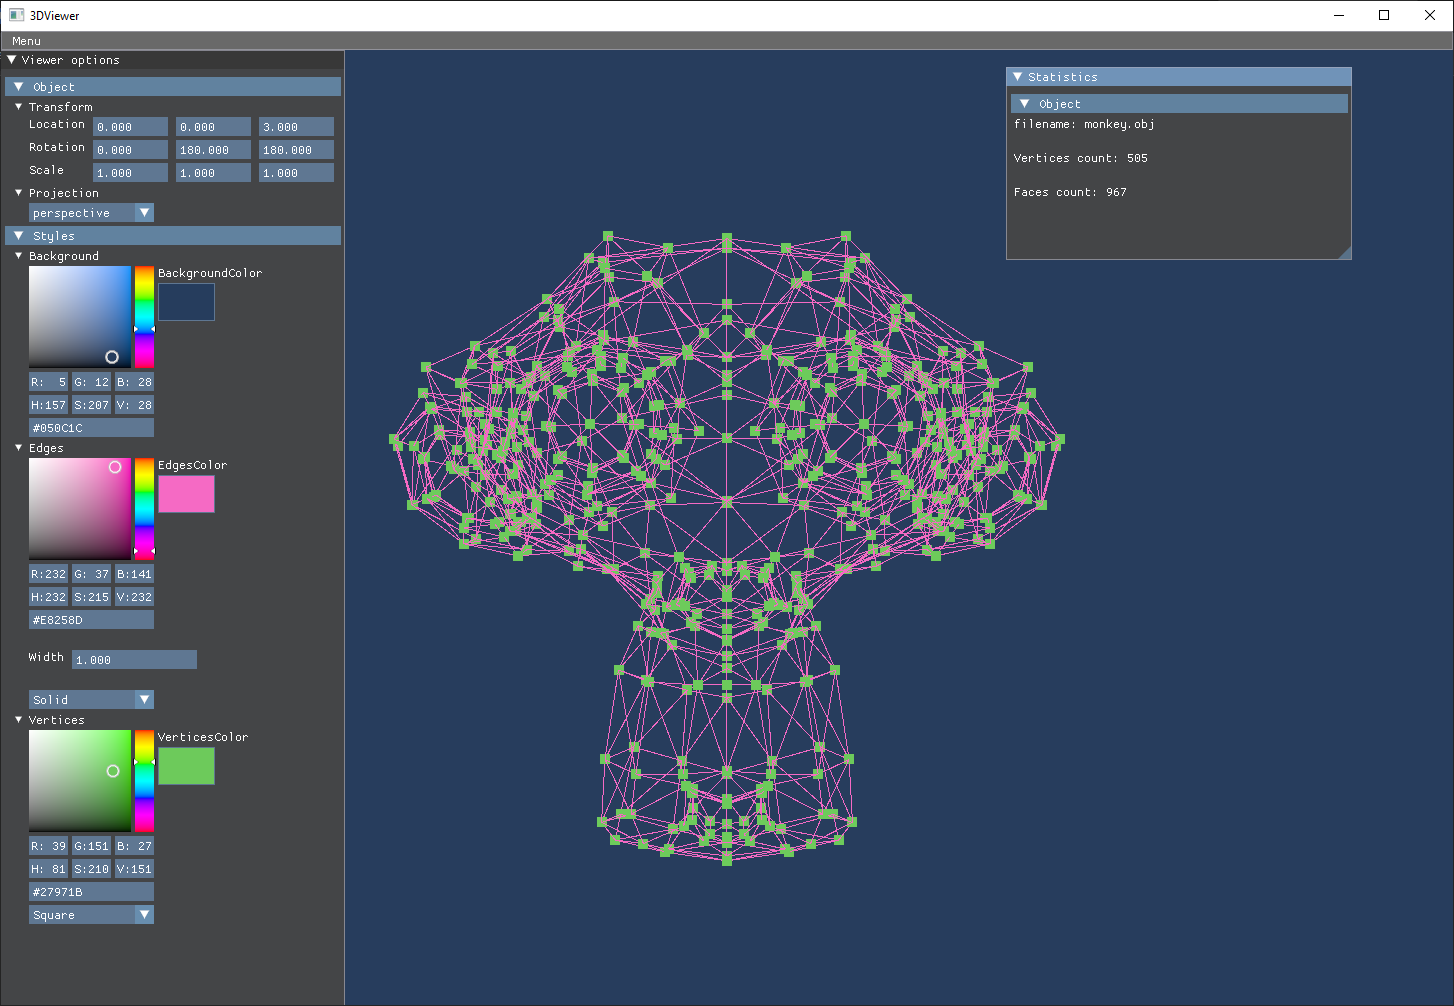 3DViewer
Menu
Viewer options
Object
Transform
Location 0.000 0.000 3.000
Rotation 0.000 180.000 180.000
Scale 1.000 1.000 1.000
Projection
perspective
Styles
Background
BackgroundColor
R: 5 G: 12 B: 28
H:157 S:207 V: 28
#050C1C
Edges
EdgesColor
R:232 G: 37 B:141
H:232 S:215 V:232
#E8258D
Width 1.000
Solid
Vertices
VerticesColor
R: 39 G:151 B: 27
H: 81 S:210 V:151
#27971B
Square
Statistics
Object
filename: monkey.obj
Vertices count: 505
Faces count: 967